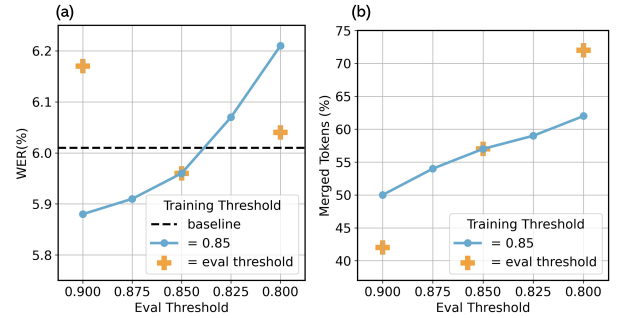 (a)
6.2
6.1
6.0
5.9
5.8
WER(%)
Training Threshold
baseline
= 0.85
= eval threshold
0.900 0.875 0.850 0.825 0.800
Eval Threshold
(b)
75
70
65
60
55
50
45
40
Merged Tokens (%)
Training Threshold
= 0.85
= eval threshold
0.900 0.875 0.850 0.825 0.800
Eval Threshold